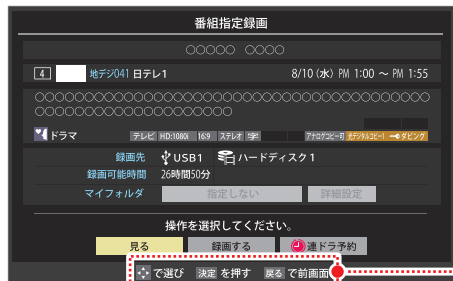 番組指定録画
○○○○○ ○○○○
4 地デジ041 日テレ1 8/10 (水) PM 1:00 ～ PM 1:55
○○○○○○○○○○○○○○○○○○○○○○○○○○○○○○○○○○○○○○○○
○○○○○○○○○○○○○○○○○○○○
ドラマ テレビ HD:1080i 16:9 ステレオ 字 アナログコピー可 光デジタルコピー1 ダビング
録画先 USB1 ハードディスク1
録画可能時間 26時間50分
マイフォルダ 指定しない 詳細設定
操作を選択してください。
見る 録画する 連ドラ予約
で選び 決定 を押す 戻る で前画面